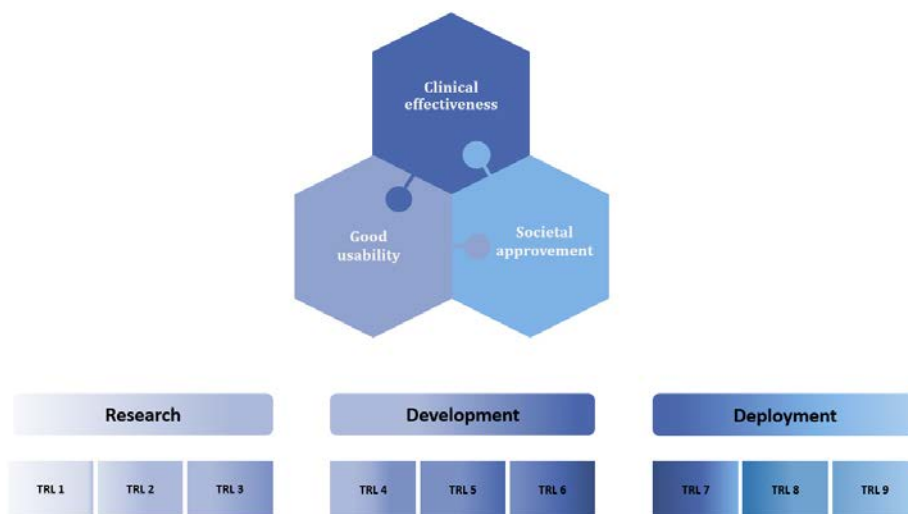 Clinical
effectiveness
Good
usability
Societal
approvement
Research
Development
Deployment
TRL 1
TRL 2
TRL 3
TRL 4
TRL 5
TRL 6
TRL 7
TRL 8
TRL 9